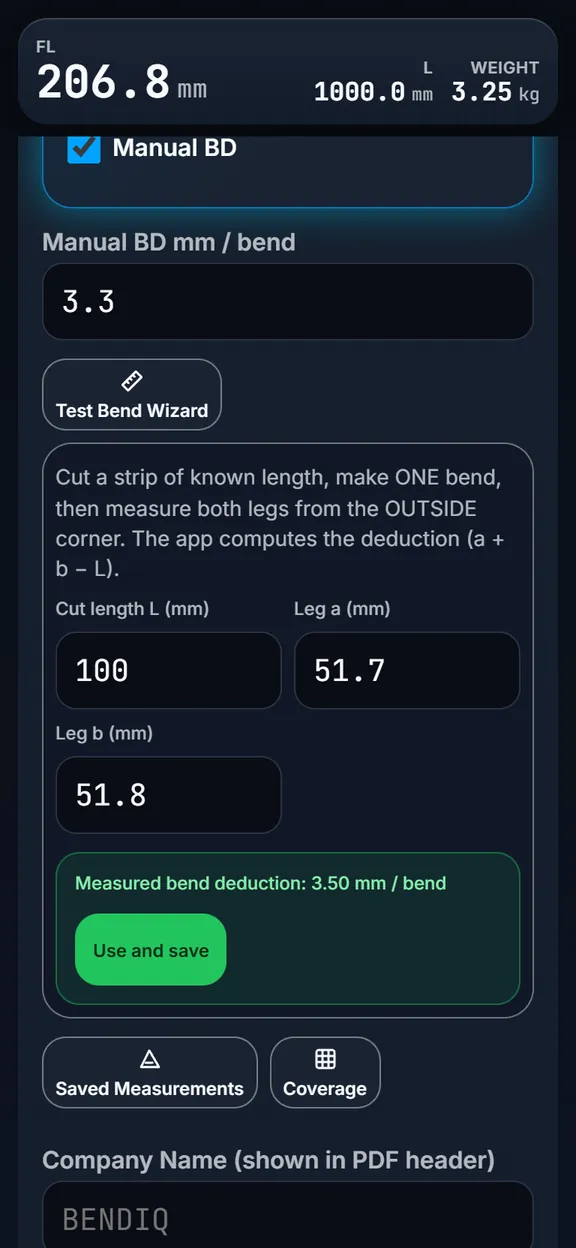 FL
206.8 mm
L
1000.0 mm
WEIGHT
3.25 kg
Manual BD
Manual BD mm / bend
3.3
Test Bend Wizard
Cut a strip of known length, make ONE bend,
then measure both legs from the OUTSIDE
corner. The app computes the deduction (a +
b − L).
Cut length L (mm)
100
Leg a (mm)
51.7
Leg b (mm)
51.8
Measured bend deduction: 3.50 mm / bend
Use and save
Saved Measurements
Coverage
Company Name (shown in PDF header)
BENDIQ